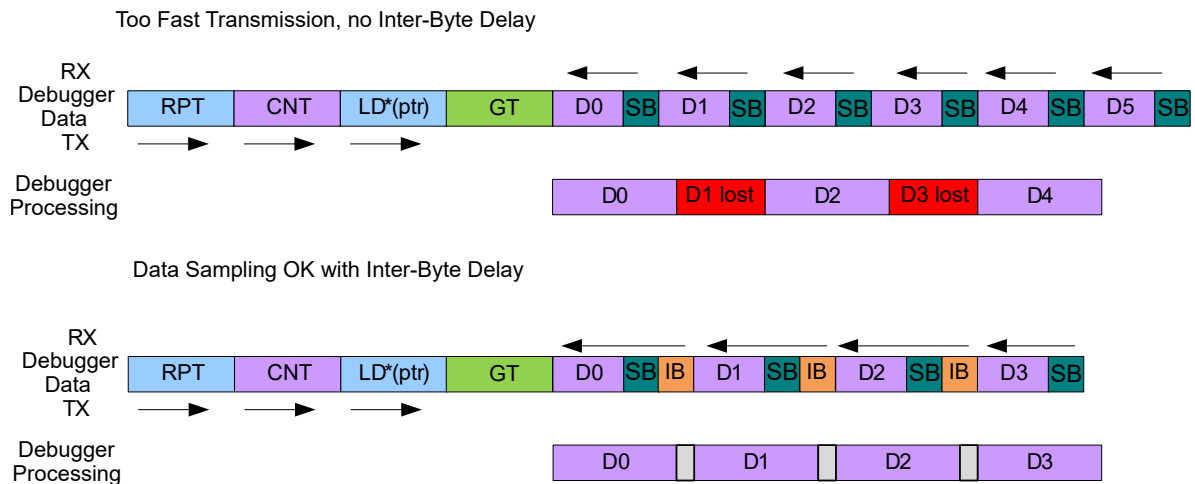 Too Fast Transmission, no Inter-Byte Delay
RX
Debugger
Data
TX
RPT CNT LD*(ptr) GT D0 SB D1 SB D2 SB D3 SB D4 SB D5 SB
Debugger
Processing
D0 D1 lost D2 D3 lost D4
Data Sampling OK with Inter-Byte Delay
RX
Debugger
Data
TX
RPT CNT LD*(ptr) GT D0 SB IB D1 SB IB D2 SB IB D3 SB
Debugger
Processing
D0 D1 D2 D3